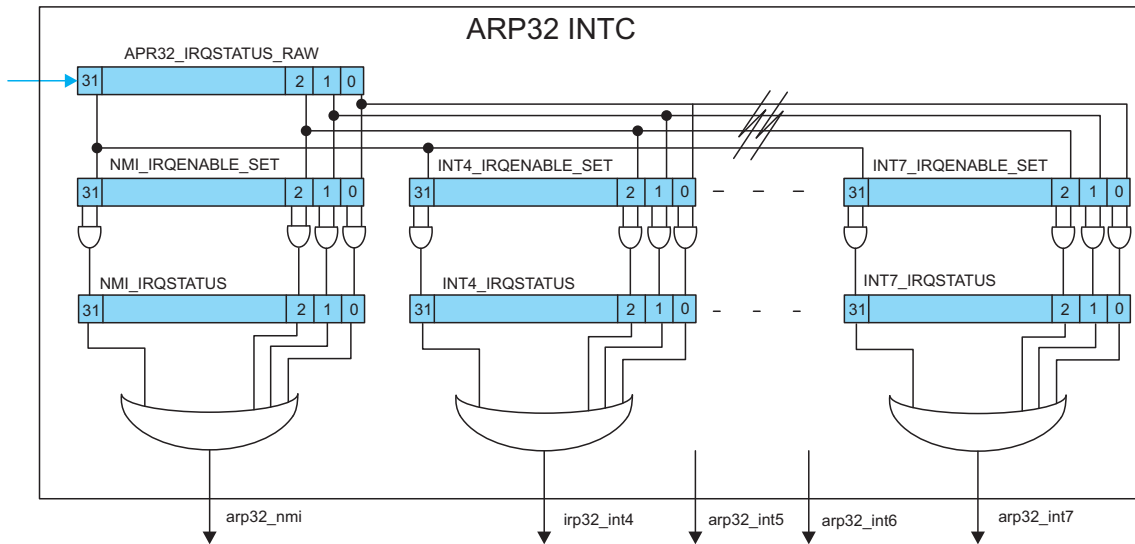 ARP32 INTC
APR32_IRQSTATUS_RAW
31 2 1 0
NMI_IRQENABLE_SET INT4_IRQENABLE_SET INT7_IRQENABLE_SET
31 2 1 0 31 2 1 0 – – – 31 2 1 0
NMI_IRQSTATUS INT4_IRQSTATUS INT7_IRQSTATUS
31 2 1 0 31 2 1 0 – – – 31 2 1 0
arp32_nmi irp32_int4 arp32_int5 arp32_int6 arp32_int7